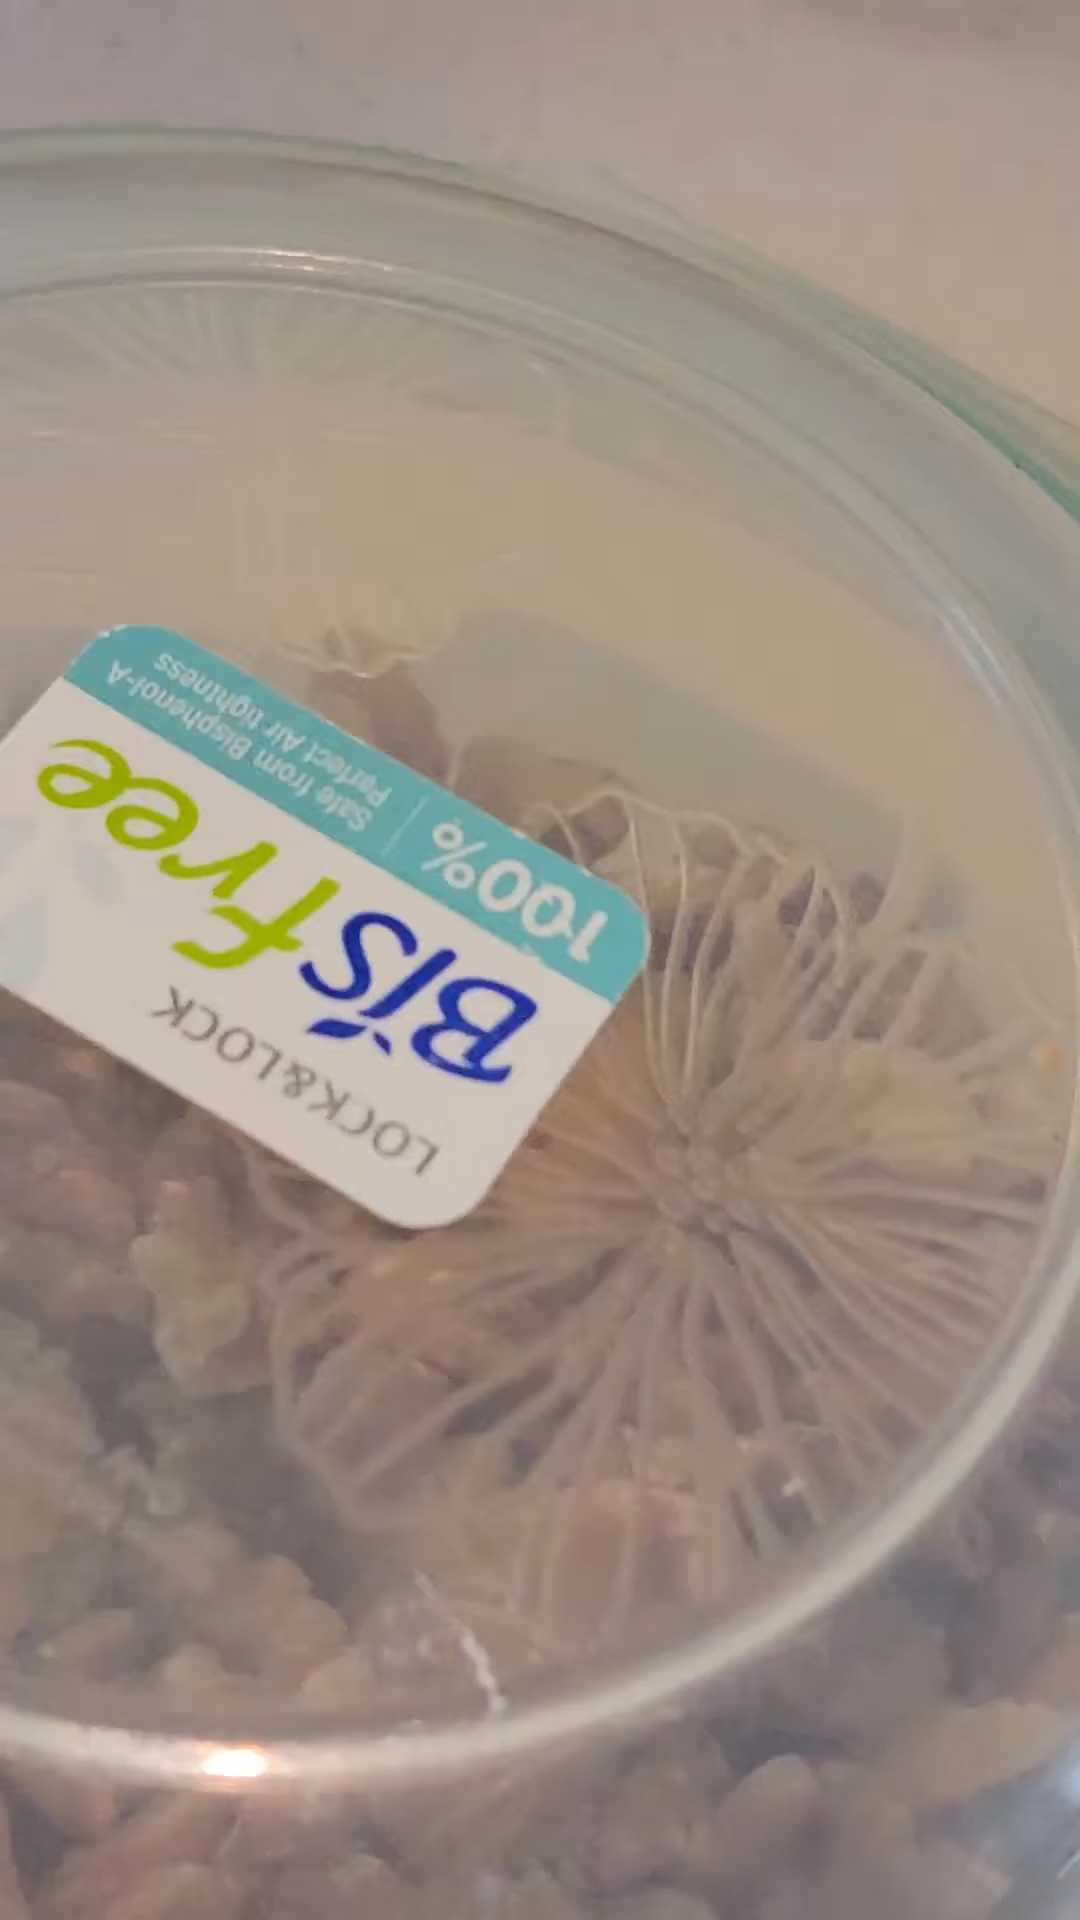 LOCK&LOCK
Bisfree
100%
Safe from Bisphenol-A
Perfect Air tightness